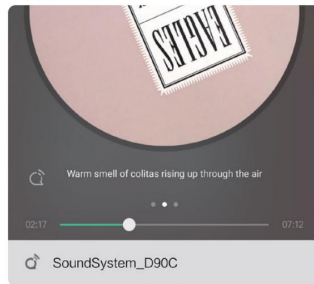 EAGLES
Warm smell of colitas rising up through the air
02:17
07:12
SoundSystem_D90C